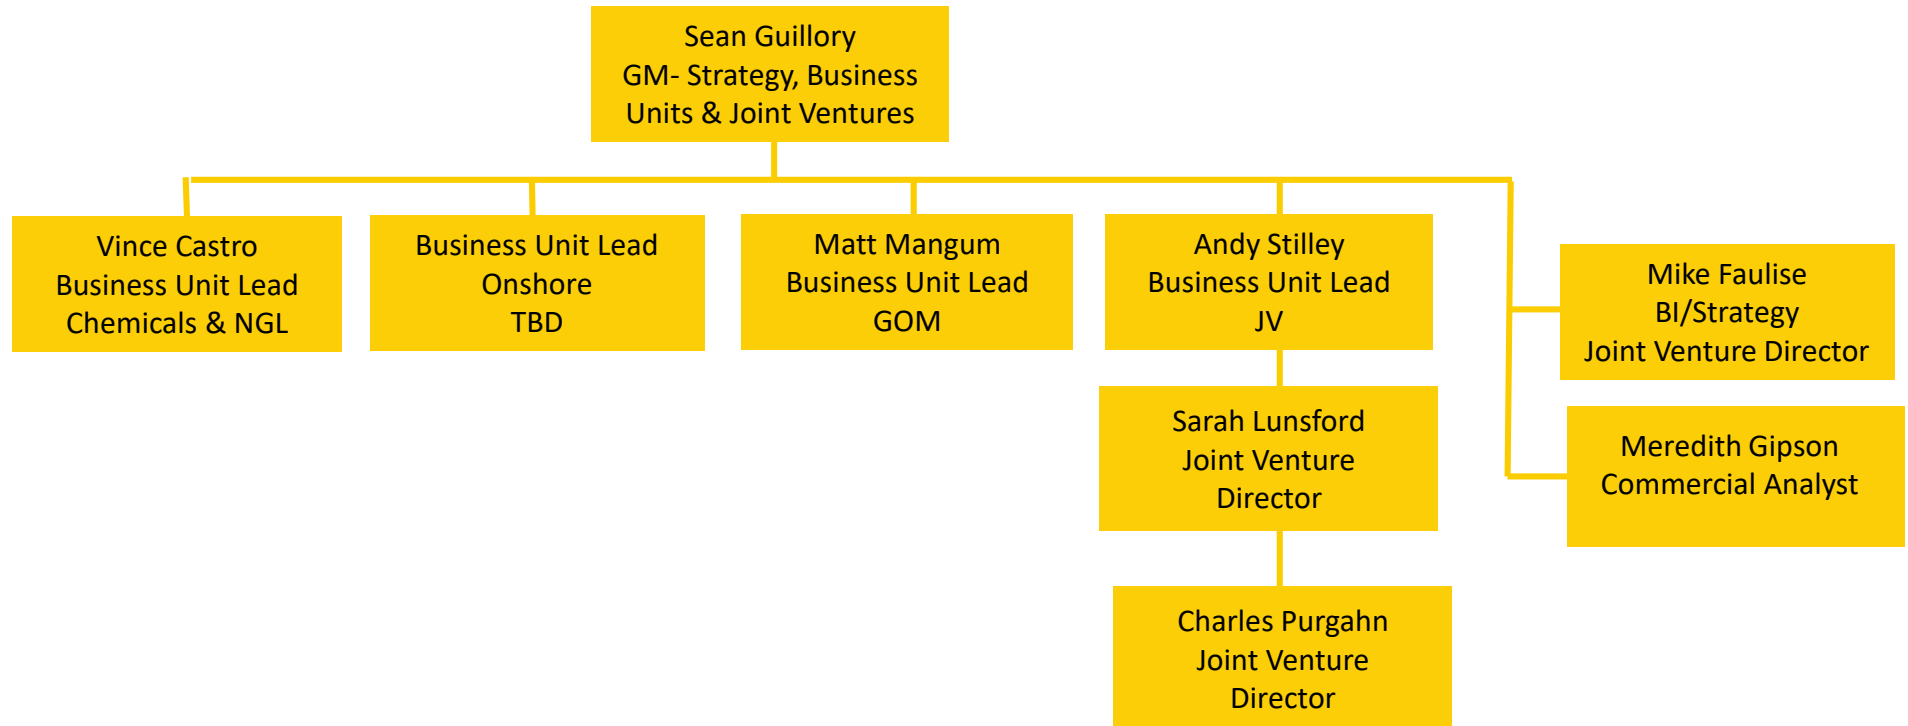 Sean Guillory
GM- Strategy, Business
Units & Joint Ventures
Vince Castro
Business Unit Lead
Chemicals & NGL
Business Unit Lead
Onshore
TBD
Matt Mangum
Business Unit Lead
GOM
Andy Stilley
Business Unit Lead
JV
Mike Faulise
BI/Strategy
Joint Venture Director
Sarah Lunsford
Joint Venture
Director
Meredith Gipson
Commercial Analyst
Charles Purgahn
Joint Venture
Director